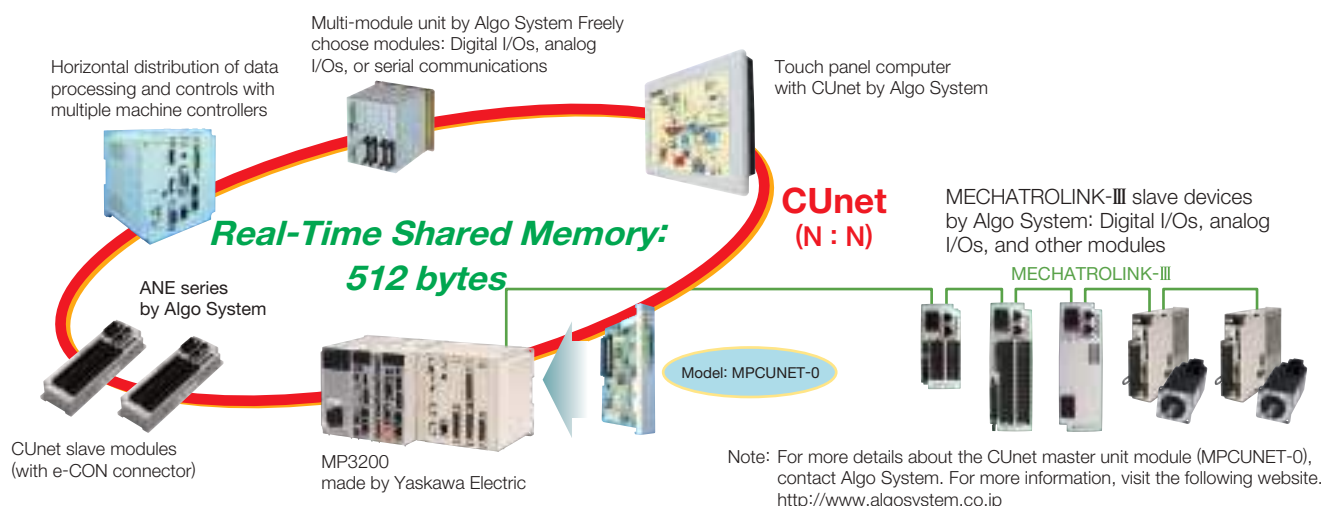 Multi-module unit by Algo System Freely
choose modules: Digital I/Os, analog
I/Os, or serial communications
Horizontal distribution of data
processing and controls with
multiple machine controllers
Touch panel computer
with CUnet by Algo System
CUnet
(N : N)
MECHATROLINK-Ⅲ slave devices
by Algo System: Digital I/Os, analog
I/Os, and other modules
MECHATROLINK-Ⅲ
Real-Time Shared Memory:
512 bytes
ANE series
by Algo System
Model: MPCUNET-0
CUnet slave modules
(with e-CON connector)
MP3200
made by Yaskawa Electric
Note: For more details about the CUnet master unit module (MPCUNET-0),
contact Algo System. For more information, visit the following website.
http://www.algosystem.co.jp